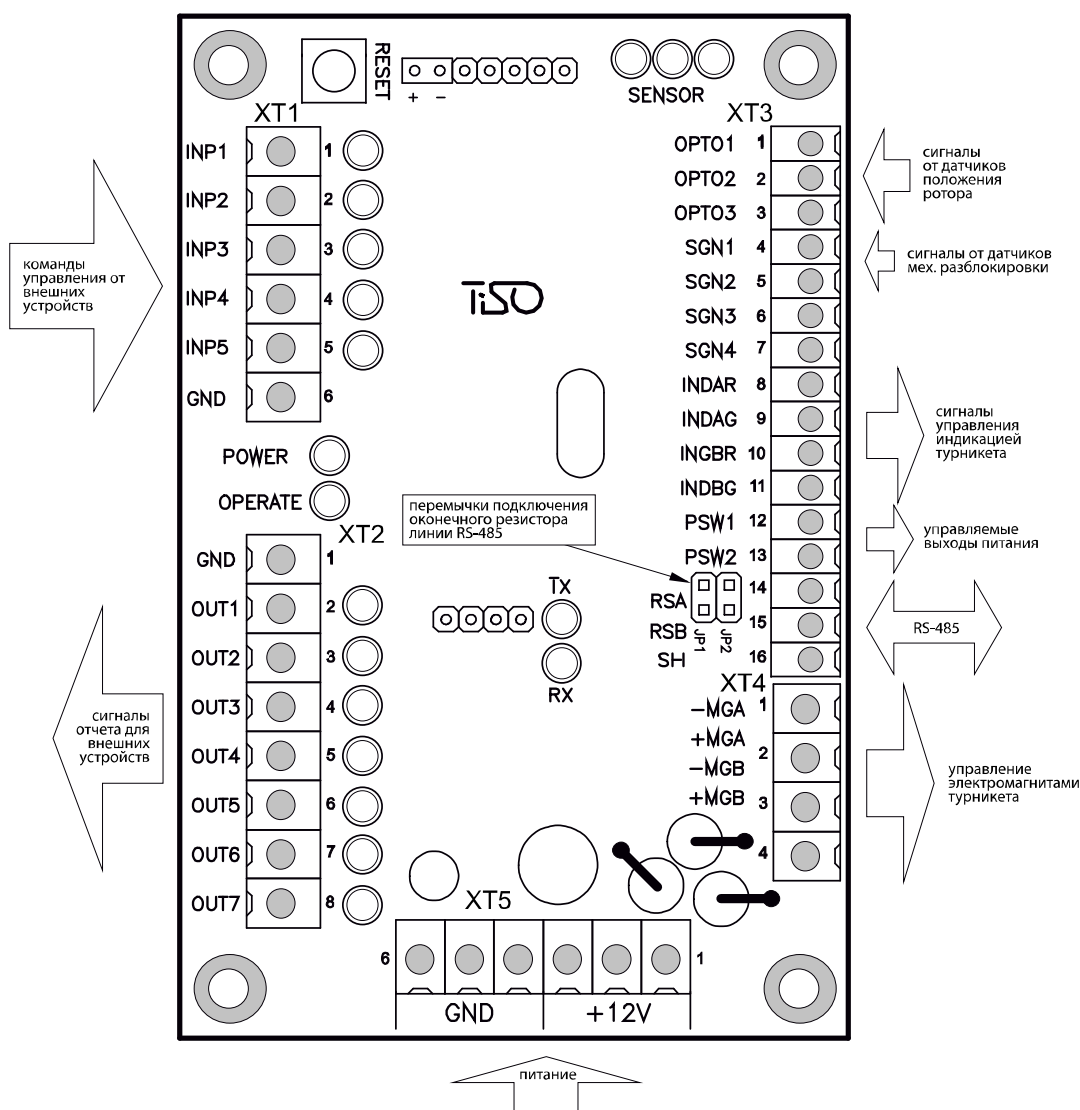 RESET
+ −
SENSOR
XT1
INP1 1
INP2 2
INP3 3
INP4 4
INP5 5
GND 6
команды
управления от
внешних
устройств
TiSO
XT3
OPTO1 1
OPTO2 2
OPTO3 3
SGN1 4
SGN2 5
SGN3 6
SGN4 7
INDAR 8
INDAG 9
INGBR 10
INDBG 11
PSW1 12
PSW2 13
14
RSA
15
RSB
16
SH
JP1
JP2
сигналы
от датчиков
положения
ротора
сигналы от датчиков
мех. разблокировки
сигналы
управления
индикацией
турникета
управляемые
выходы питания
RS-485
POWER
OPERATE
перемычки подключения
оконечного резистора
линии RS-485
TX
RX
XT2
GND 1
OUT1 2
OUT2 3
OUT3 4
OUT4 5
OUT5 6
OUT6 7
OUT7 8
сигналы
отчета для
внешних
устройств
XT4
−MGA 1
+MGA
2
−MGB
+MGB 3
4
управление
электромагнитами
турникета
XT5
6 1
GND +12V
питание